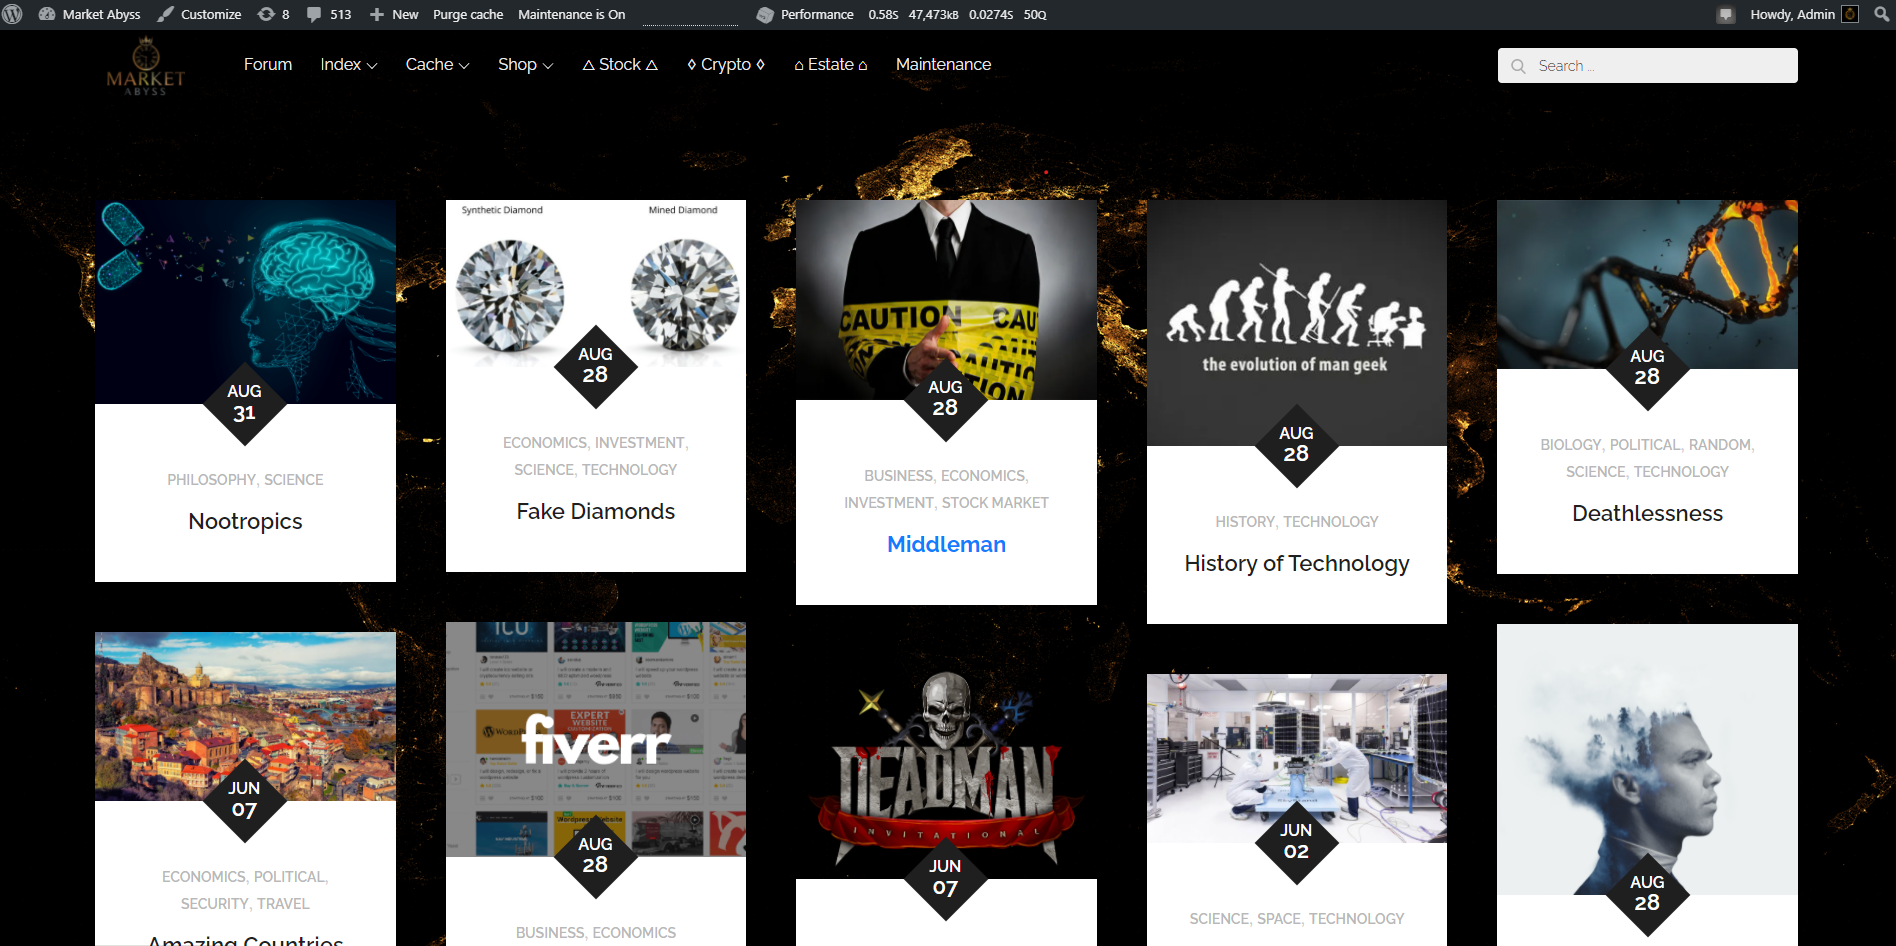 Market Abyss Customize 8 513 New Purge cache Maintenance is On Performance 0.58S 47,473KB 0.0274S 50Q Howdy, Admin
MARKET
ABYSS
Forum Index Cache Shop △ Stock △ ◊ Crypto ◊ ⌂ Estate ⌂ Maintenance
Search ...
AUG
31
PHILOSOPHY, SCIENCE
Nootropics
Synthetic Diamond Mined Diamond
AUG
28
ECONOMICS, INVESTMENT,
SCIENCE, TECHNOLOGY
Fake Diamonds
CAUTION CAU
CAUTION
AUG
28
BUSINESS, ECONOMICS,
INVESTMENT, STOCK MARKET
Middleman
the evolution of man geek
AUG
28
HISTORY, TECHNOLOGY
History of Technology
AUG
28
BIOLOGY, POLITICAL, RANDOM,
SCIENCE, TECHNOLOGY
Deathlessness
JUN
07
ECONOMICS, POLITICAL,
SECURITY, TRAVEL
Amazing Countries
EXPERT
WEBSITE
CUSTOMIZATION
fiverr
AUG
28
BUSINESS, ECONOMICS
DEADMAN
INVITATIONAL
JUN
07
JUN
02
SCIENCE, SPACE, TECHNOLOGY
AUG
28